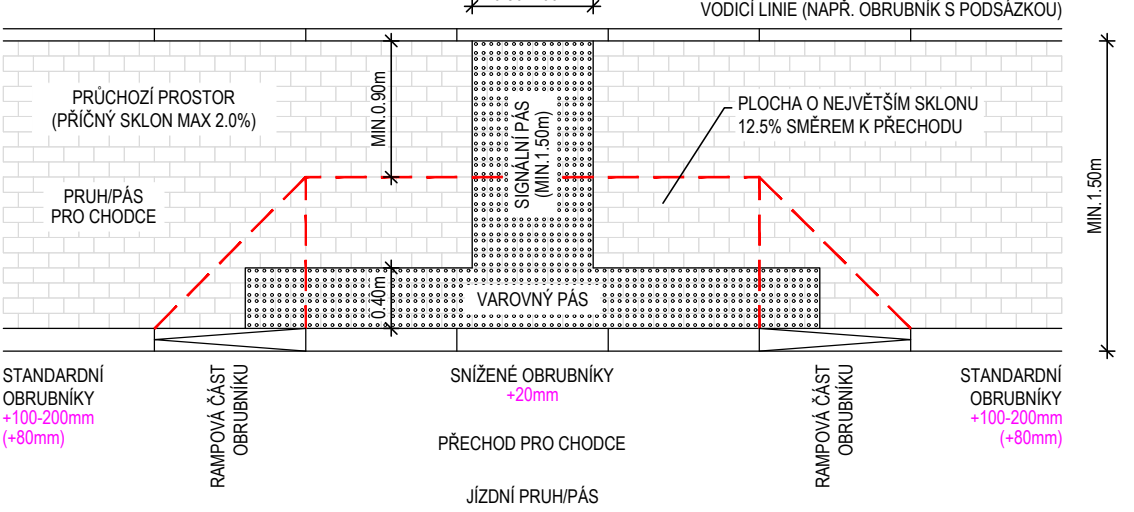 VODICÍ LINIE (NAPŘ. OBRUBNÍK S PODSÁZKOU)
PRŮCHOZÍ PROSTOR
(PŘÍČNÝ SKLON MAX 2.0%)
MIN.0.90m
SIGNÁLNÍ PÁS
(MIN.1.50m)
PLOCHA O NEJVĚTŠÍM SKLONU
12.5% SMĚREM K PŘECHODU
PRUH/PÁS
PRO CHODCE
MIN.1.50m
0.40m
VAROVNÝ PÁS
STANDARDNÍ
OBRUBNÍKY
+100-200mm
(+80mm)
RAMPOVÁ ČÁST
OBRUBNÍKU
SNÍŽENÉ OBRUBNÍKY
+20mm
PŘECHOD PRO CHODCE
JÍZDNÍ PRUH/PÁS
RAMPOVÁ ČÁST
OBRUBNÍKU
STANDARDNÍ
OBRUBNÍKY
+100-200mm
(+80mm)